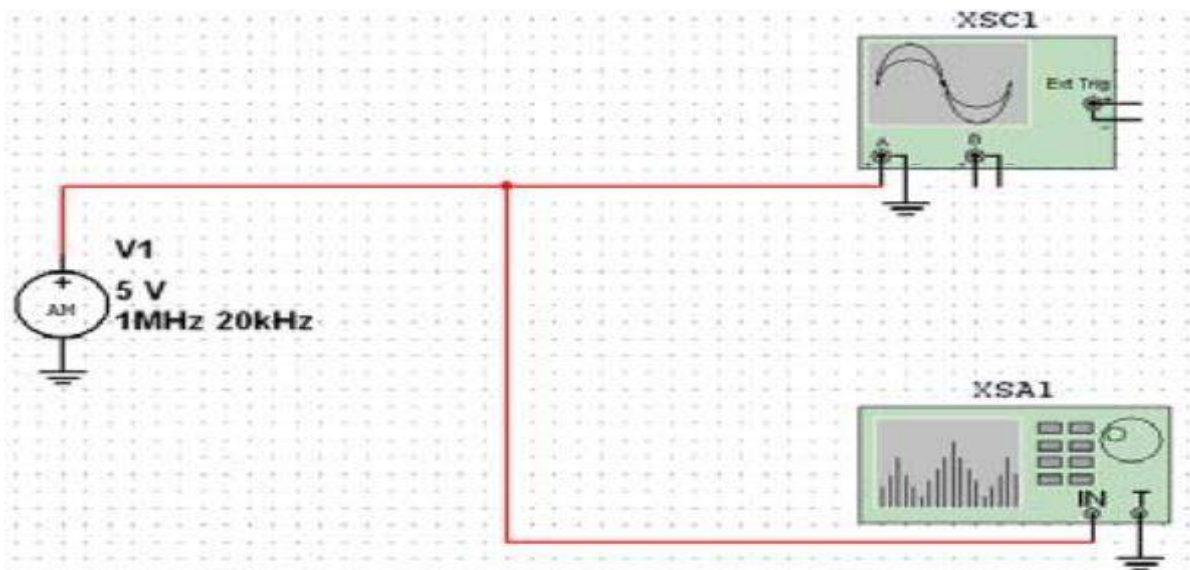 XSC1
Ext Trig
+
-
A
B
V1
+
AM
5 V
1MHz 20kHz
XSA1
IN T